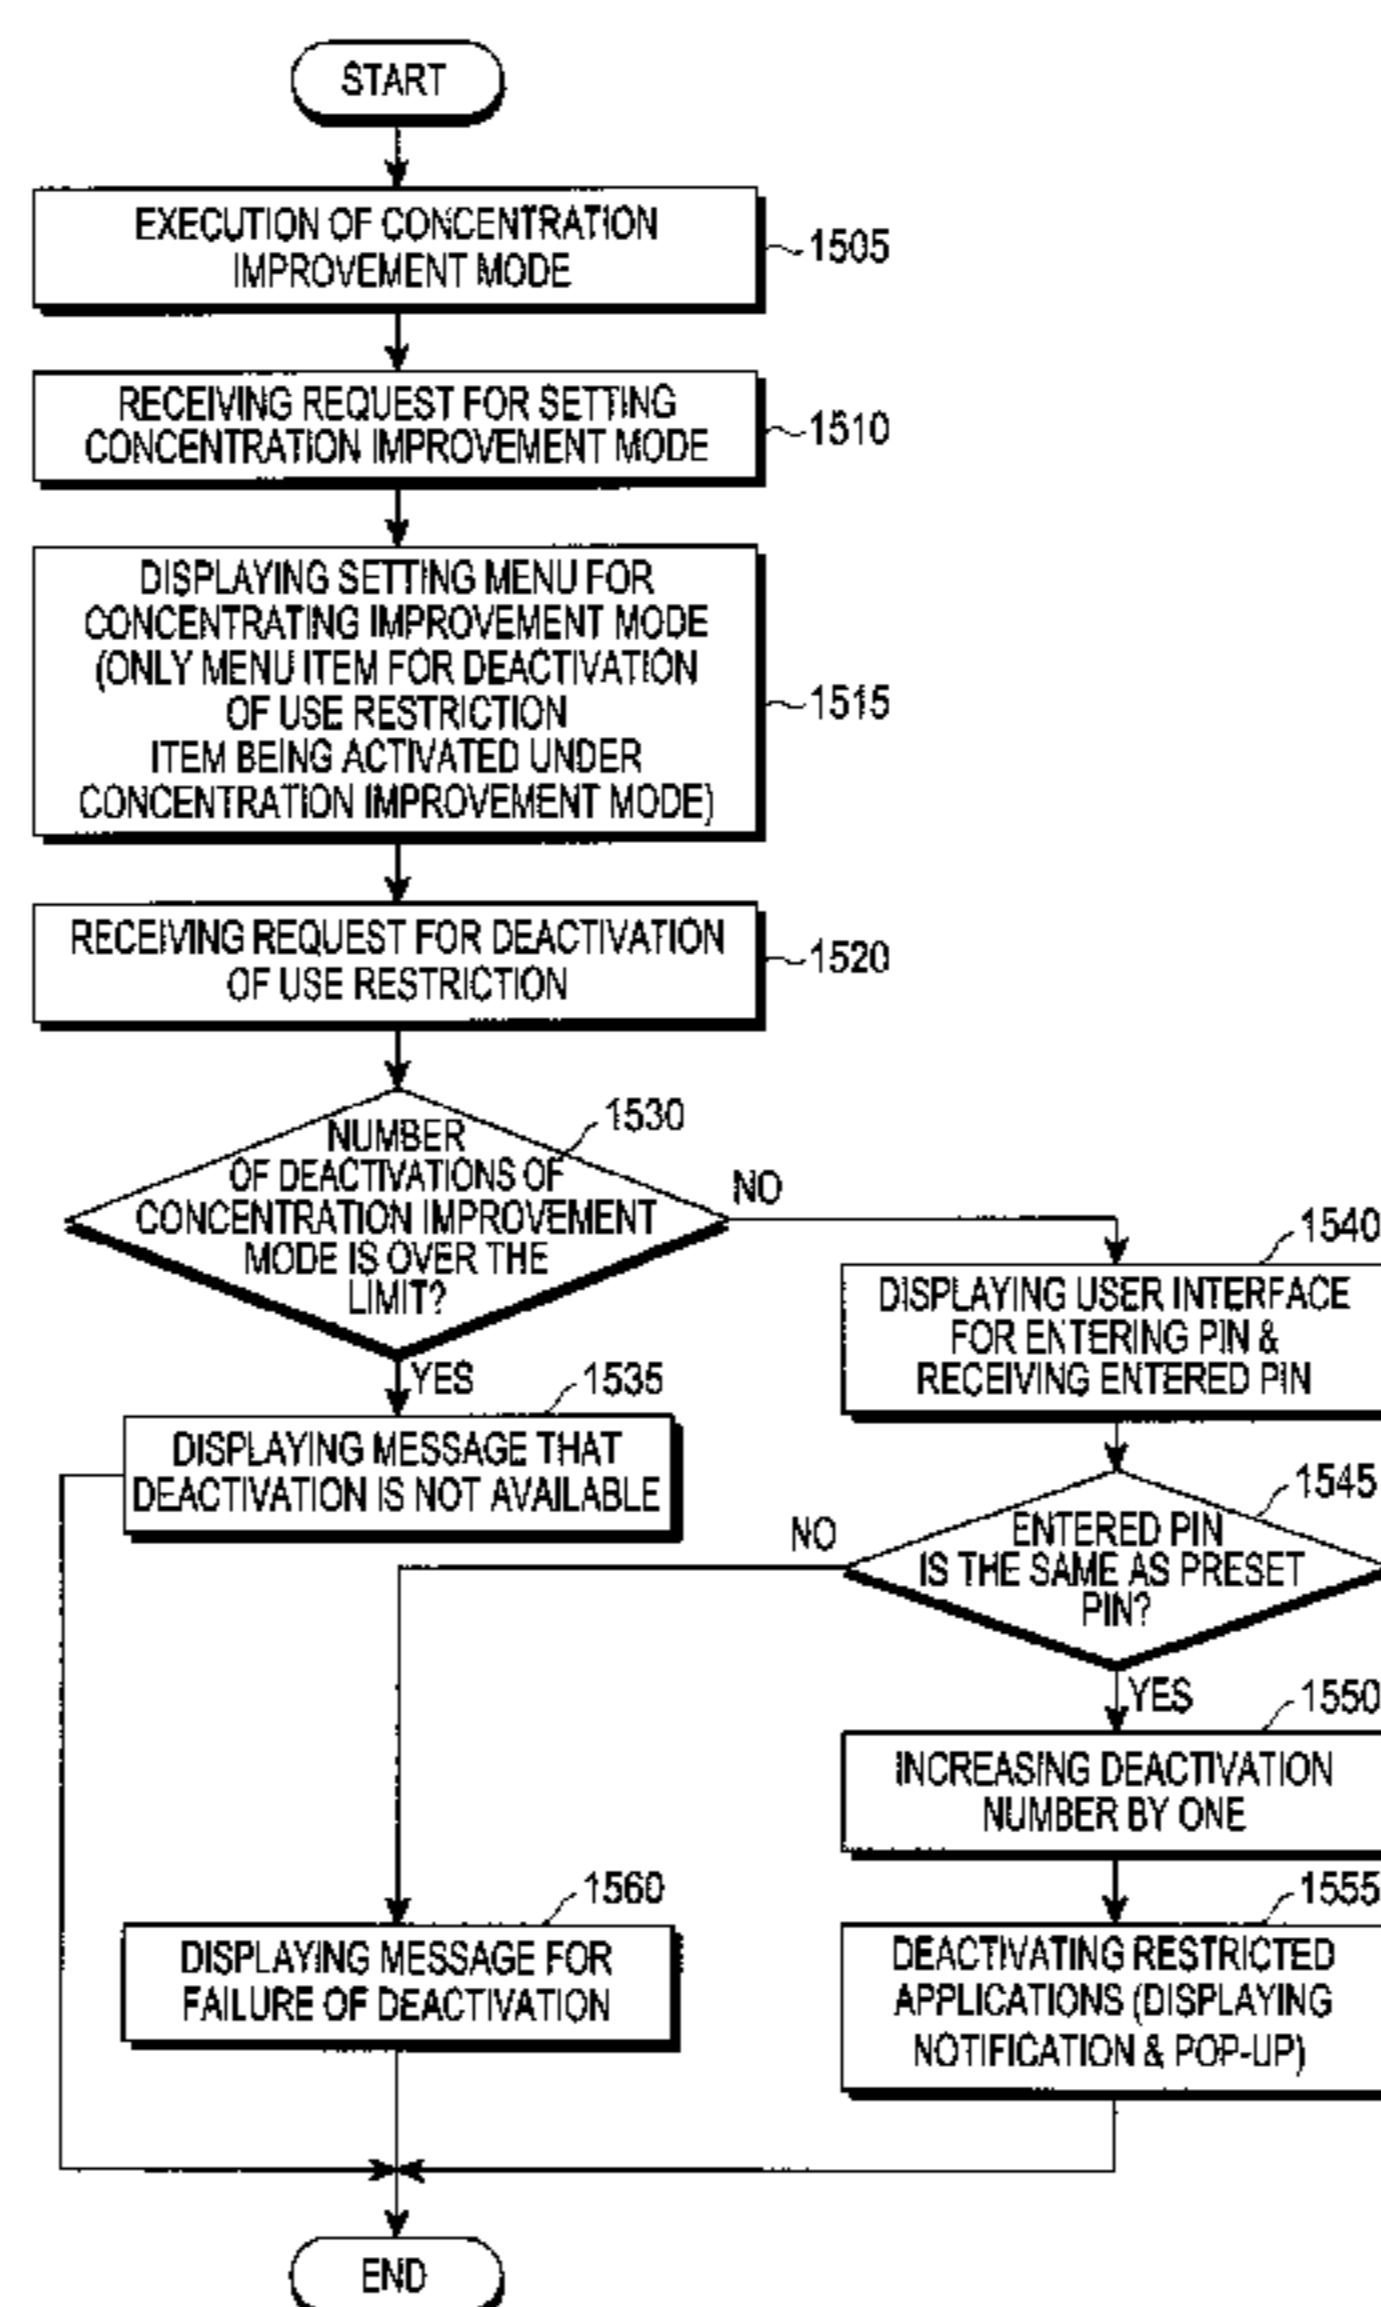 START
EXECUTION OF CONCENTRATION
IMPROVEMENT MODE
1505
RECEIVING REQUEST FOR SETTING
CONCENTRATION IMPROVEMENT MODE
1510
DISPLAYING SETTING MENU FOR
CONCENTRATING IMPROVEMENT MODE
(ONLY MENU ITEM FOR DEACTIVATION
OF USE RESTRICTION
ITEM BEING ACTIVATED UNDER
CONCENTRATION IMPROVEMENT MODE)
1515
RECEIVING REQUEST FOR DEACTIVATION
OF USE RESTRICTION
1520
1530
NUMBER
OF DEACTIVATIONS OF
CONCENTRATION IMPROVEMENT
MODE IS OVER THE
LIMIT?
NO
YES
1535
DISPLAYING MESSAGE THAT
DEACTIVATION IS NOT AVAILABLE
1540
DISPLAYING USER INTERFACE
FOR ENTERING PIN &
RECEIVING ENTERED PIN
1545
ENTERED PIN
IS THE SAME AS PRESET
PIN?
NO
YES
1550
INCREASING DEACTIVATION
NUMBER BY ONE
1560
DISPLAYING MESSAGE FOR
FAILURE OF DEACTIVATION
1555
DEACTIVATING RESTRICTED
APPLICATIONS (DISPLAYING
NOTIFICATION & POP-UP)
END